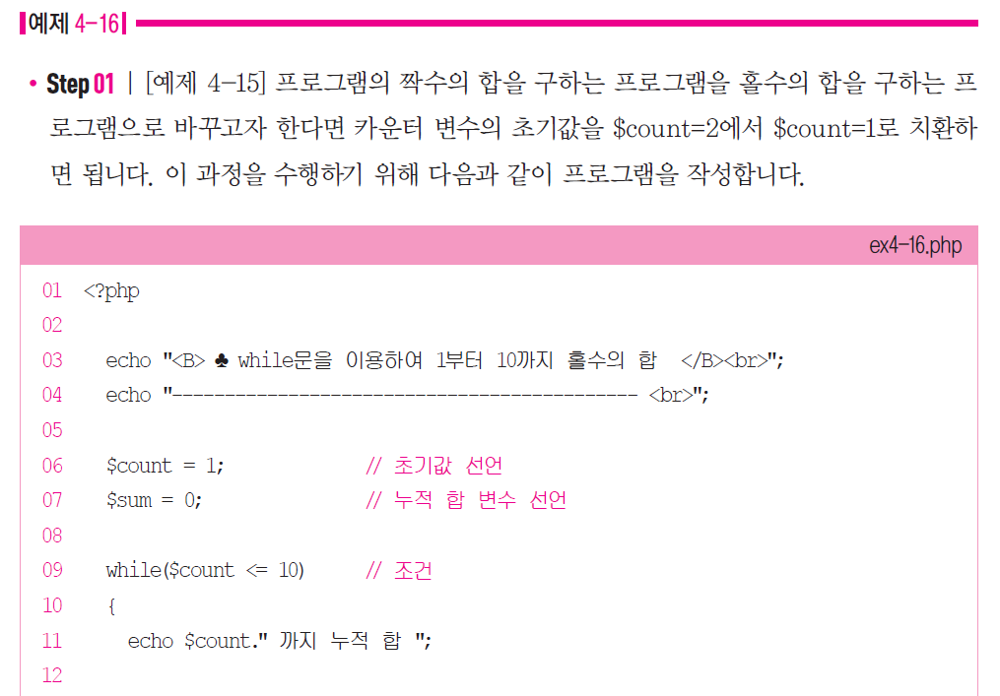 예제 4-16
• Step 01 | [예제 4-15] 프로그램의 짝수의 합을 구하는 프로그램을 홀수의 합을 구하는 프
로그램으로 바꾸고자 한다면 카운터 변수의 초기값을 $count=2에서 $count=1로 치환하
면 됩니다. 이 과정을 수행하기 위해 다음과 같이 프로그램을 작성합니다.
ex4-16.php
01 <?php
02
03 echo "<B> ♣ while문을 이용하여 1부터 10까지 홀수의 합  </B><br>";
04 echo "-------------------------------------------- <br>";
05
06 $count = 1; // 초기값 선언
07 $sum = 0; // 누적 합 변수 선언
08
09 while($count <= 10) // 조건
10 {
11 echo $count." 까지 누적 합 ";
12